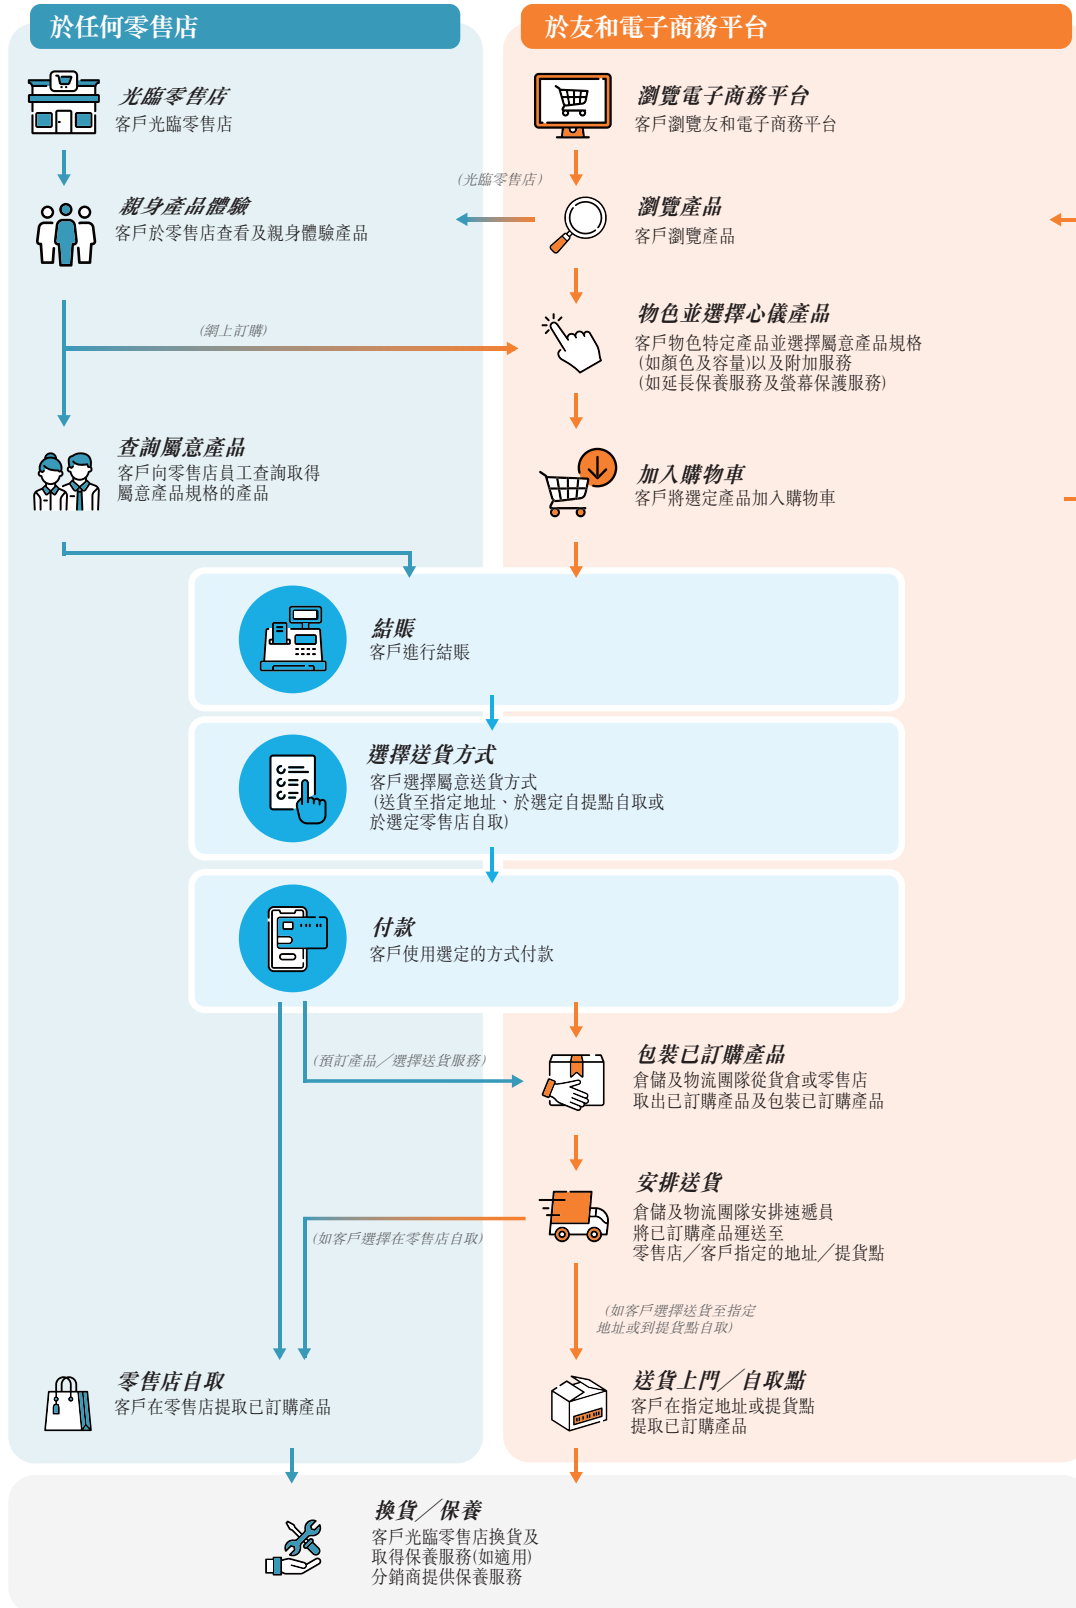 於任何零售店
於友和電子商務平台
光臨零售店
客戶光臨零售店
瀏覽電子商務平台
客戶瀏覽友和電子商務平台
(光臨零售店)
親身產品體驗
客戶於零售店查看及親身體驗產品
瀏覽產品
客戶瀏覽產品
(網上訂購)
物色並選擇心儀產品
客戶物色特定產品並選擇屬意產品規格
(如顏色及容量)以及附加服務
(如延長保養服務及螢幕保護服務)
查詢屬意產品
客戶向零售店員工查詢取得
屬意產品規格的產品
加入購物車
客戶將選定產品加入購物車
結賬
客戶進行結賬
選擇送貨方式
客戶選擇屬意送貨方式
(送貨至指定地址、於選定自提點自取或
於選定零售店自取)
付款
客戶使用選定的方式付款
(預訂產品／選擇送貨服務)
包裝已訂購產品
倉儲及物流團隊從貨倉或零售店
取出已訂購產品及包裝已訂購產品
安排送貨
倉儲及物流團隊安排速遞員
將已訂購產品運送至
零售店／客戶指定的地址／提貨點
(如客戶選擇在零售店自取)
(如客戶選擇送貨至指定
地址或到提貨點自取)
零售店自取
客戶在零售店提取已訂購產品
送貨上門／自取點
客戶在指定地址或提貨點
提取已訂購產品
換貨／保養
客戶光臨零售店換貨及
取得保養服務(如適用)
分銷商提供保養服務